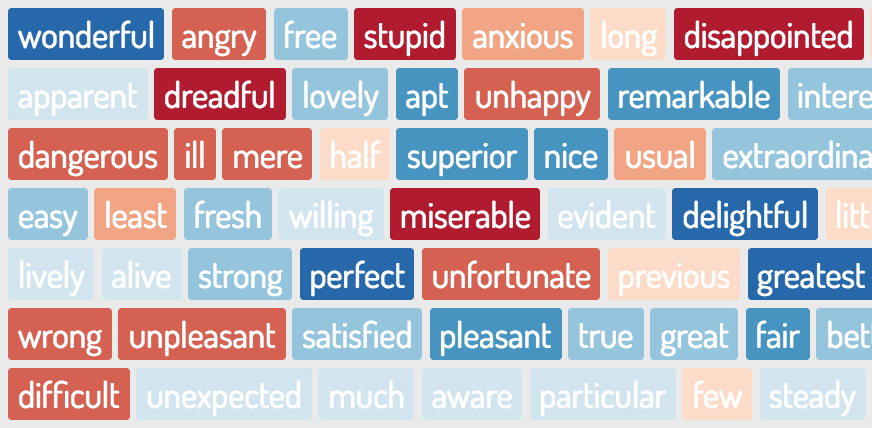 wonderful angry free stupid anxious long disappointed
apparent dreadful lovely apt unhappy remarkable intere
dangerous ill mere half superior nice usual extraordina
easy least fresh willing miserable evident delightful litt
lively alive strong perfect unfortunate previous greatest
wrong unpleasant satisfied pleasant true great fair bet
difficult unexpected much aware particular few steady